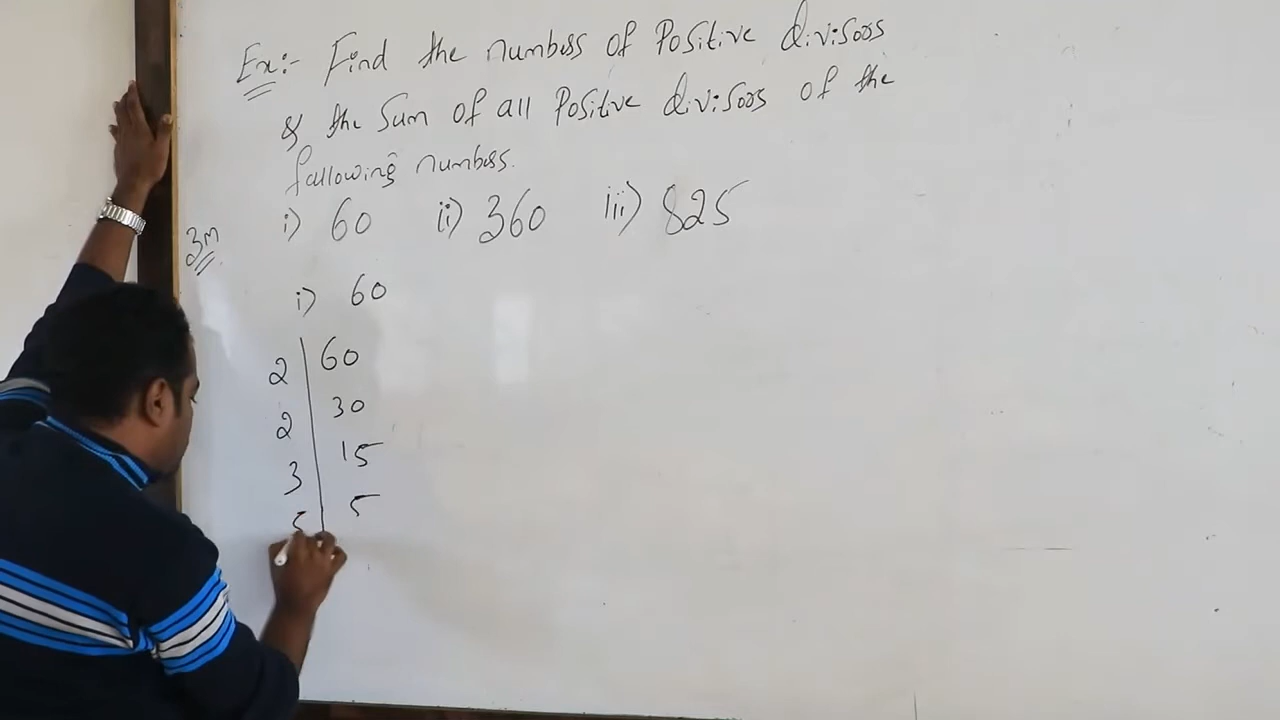 Ex:- Find the numbers of Positive divisors
& the Sum of all Positive divisors of the
following numbers.
i) 60 ii) 360 iii) 825
3m
i) 60
2 60
2 30
3 15
5 5